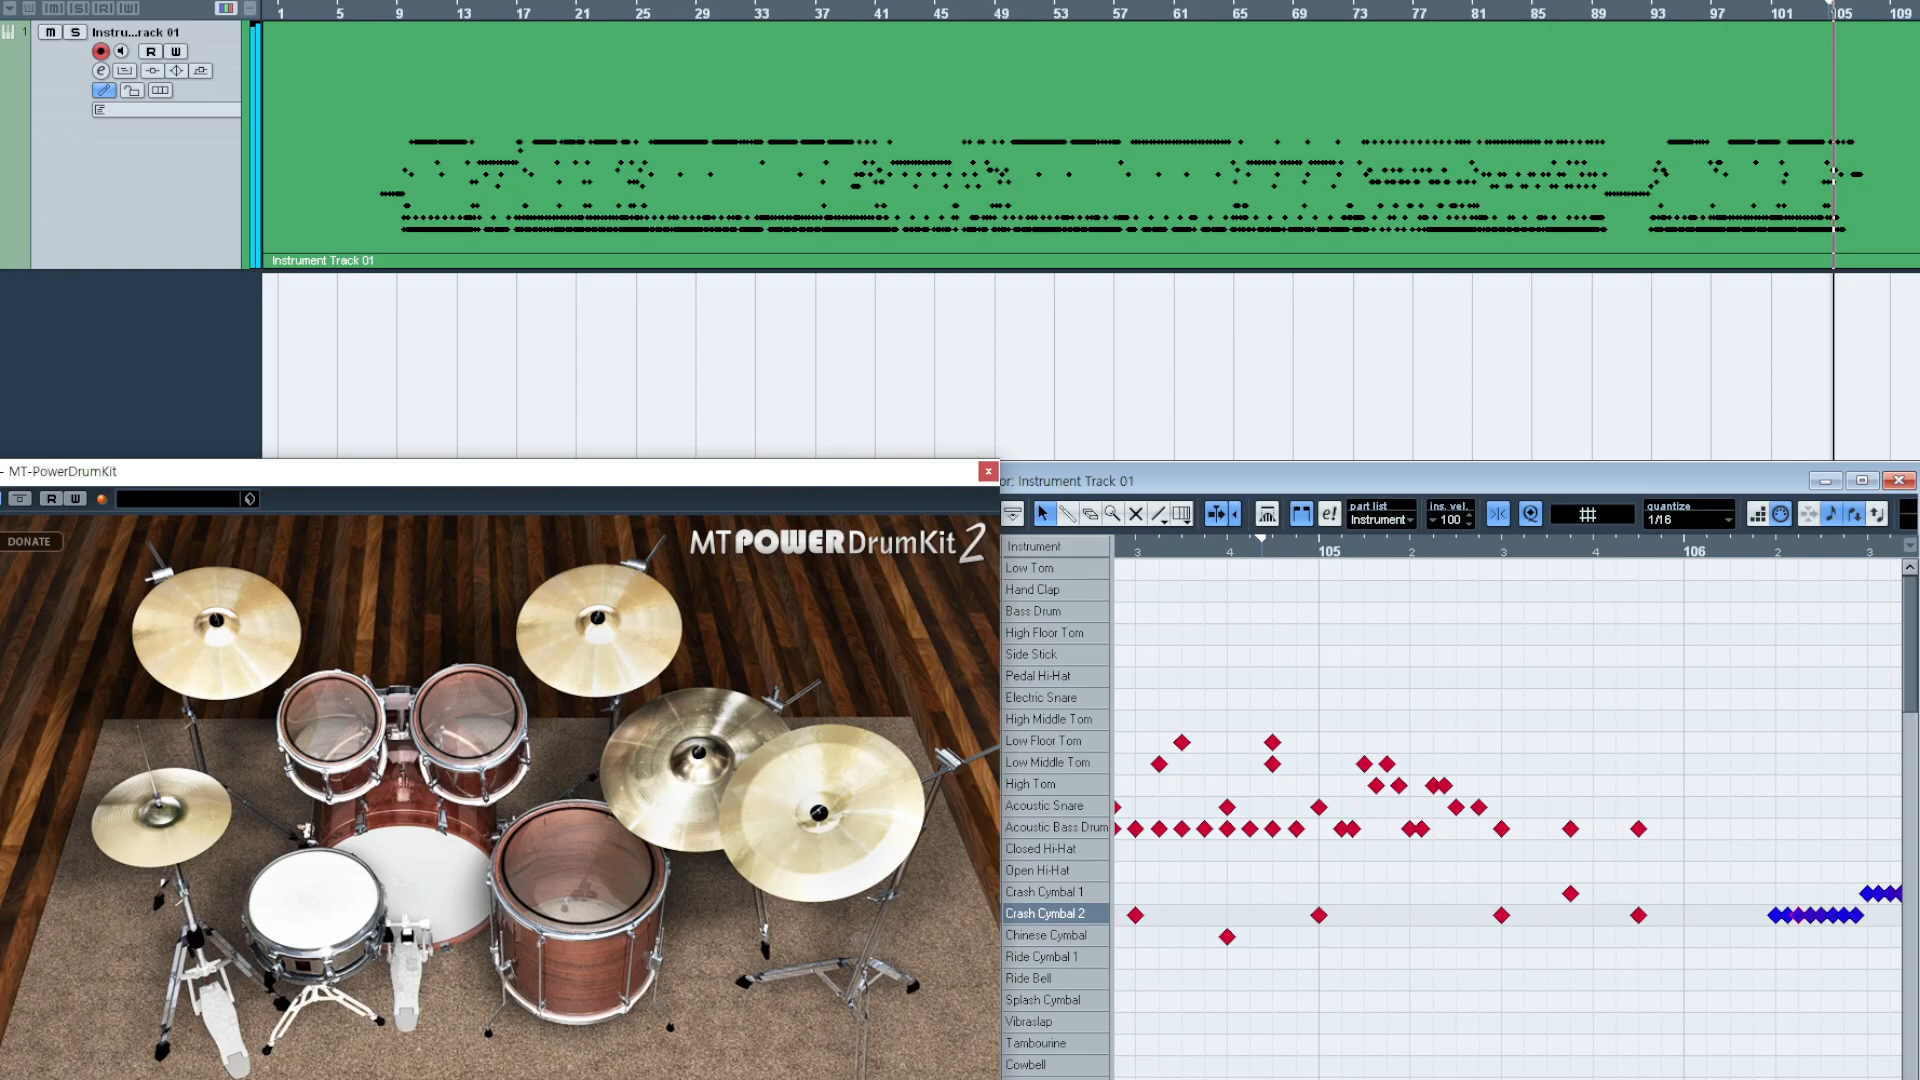 1 5 9 13 17 21 25 29 33 37 41 45 49 53 57 61 65 69 73 77 81 85 89 93 97 101 105 109
1 M S Instru...rack 01
R W
e
E
Instrument Track 01
- MT-PowerDrumKit
R W
DONATE
MT POWER DrumKit 2
or: Instrument Track 01
part list
Instrument
ins. vel.
100
quantize
1/16
Instrument
3 4 105 2 3 4 106 2 3
Low Tom
Hand Clap
Bass Drum
High Floor Tom
Side Stick
Pedal Hi-Hat
Electric Snare
High Middle Tom
Low Floor Tom
Low Middle Tom
High Tom
Acoustic Snare
Acoustic Bass Drum
Closed Hi-Hat
Open Hi-Hat
Crash Cymbal 1
Crash Cymbal 2
Chinese Cymbal
Ride Cymbal 1
Ride Bell
Splash Cymbal
Vibraslap
Tambourine
Cowbell